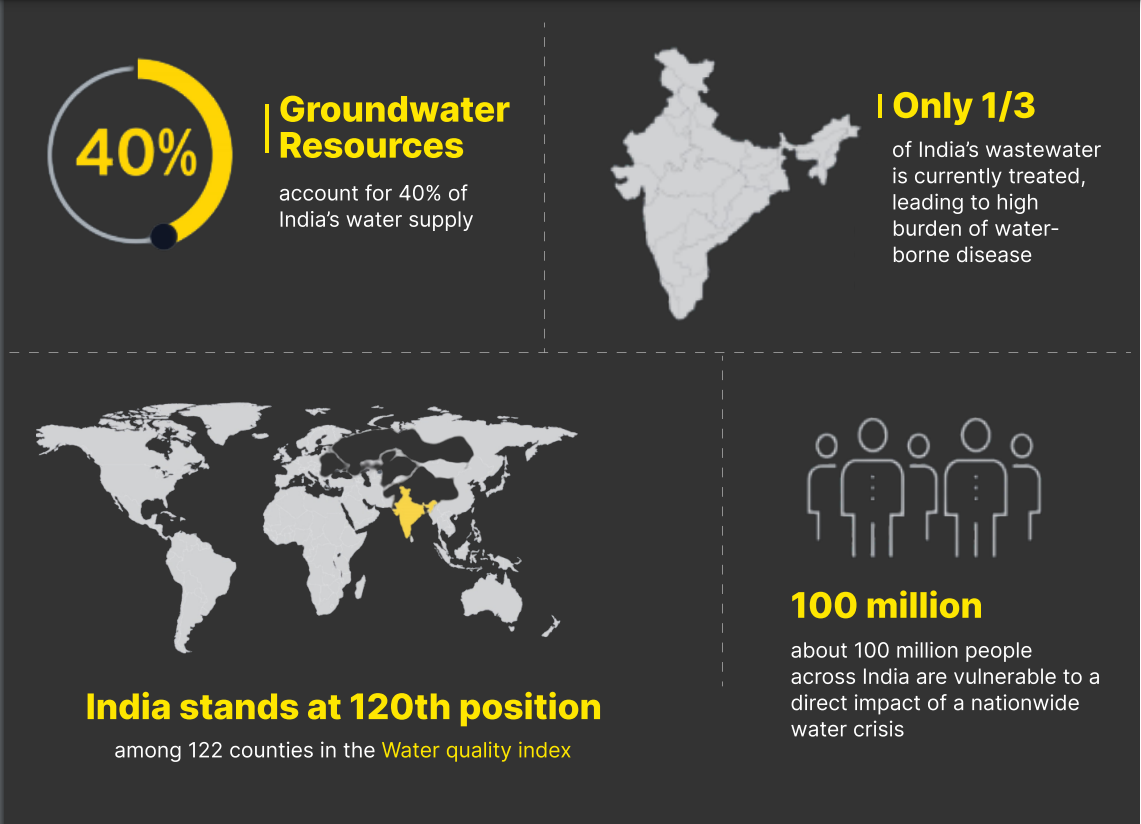 40%
Groundwater
Resources
account for 40% of
India’s water supply
Only 1/3
of India’s wastewater
is currently treated,
leading to high
burden of water-
borne disease
India stands at 120th position
among 122 counties in the Water quality index
100 million
about 100 million people
across India are vulnerable to a
direct impact of a nationwide
water crisis